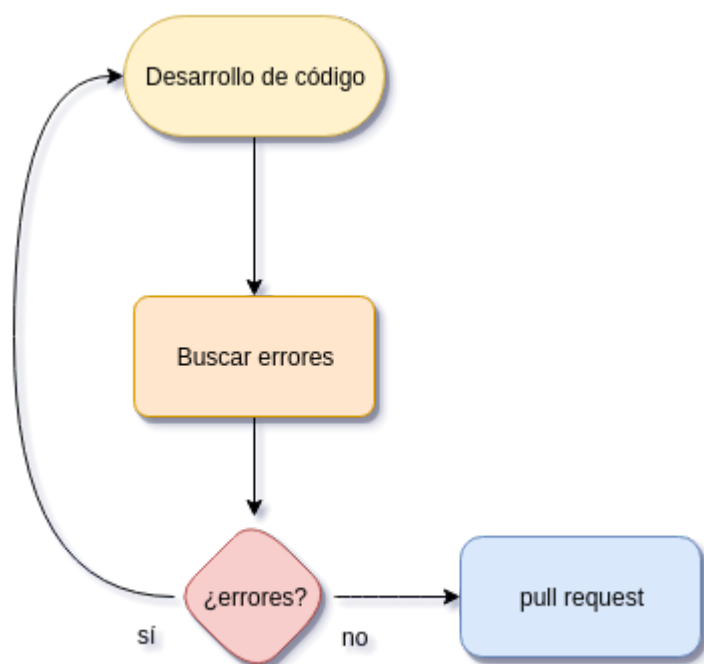 Desarrollo de código
Buscar errores
¿errores?
pull request
sí
no